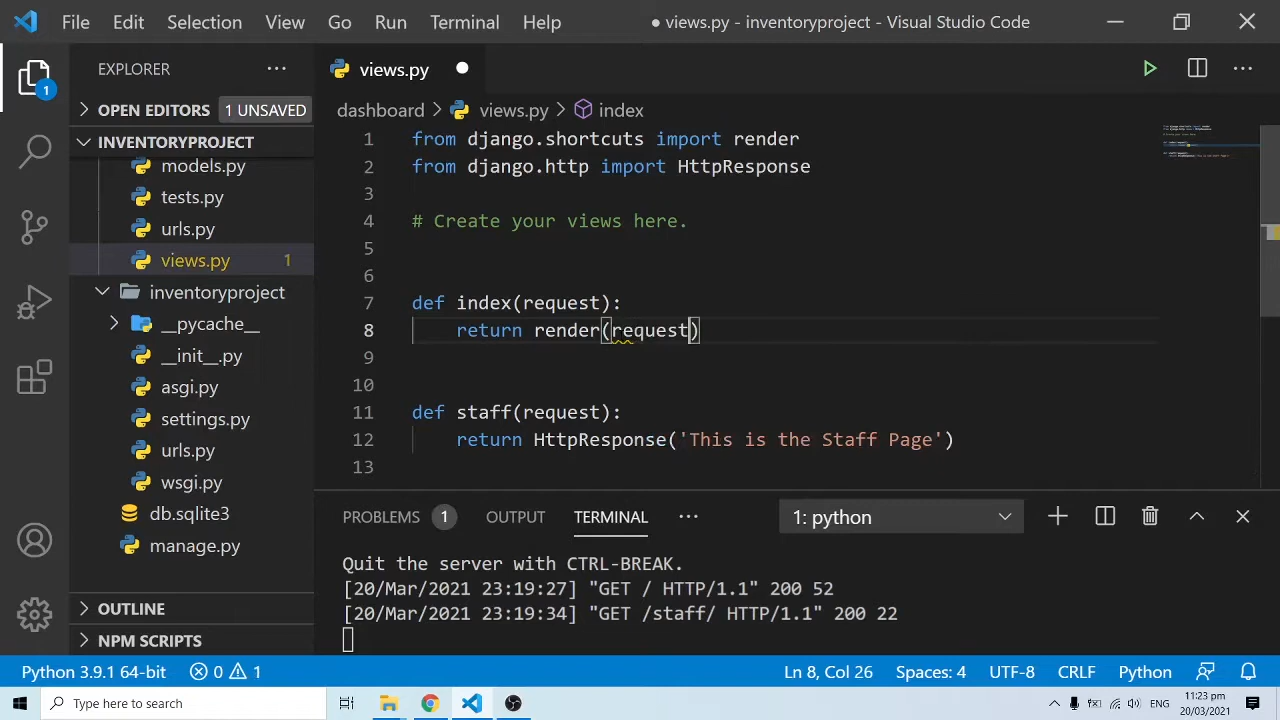 File Edit Selection View Go Run Terminal Help
● views.py - inventoryproject - Visual Studio Code
EXPLORER ···
OPEN EDITORS 1 UNSAVED
INVENTORYPROJECT
models.py
tests.py
urls.py
views.py 1
inventoryproject
__pycache__
__init__.py
asgi.py
settings.py
urls.py
wsgi.py
db.sqlite3
manage.py
OUTLINE
NPM SCRIPTS
1
views.py ●
dashboard > views.py > index
1 from django.shortcuts import render
2 from django.http import HttpResponse
3
4 # Create your views here.
5
6
7 def index(request):
8 return render(request)
9
10
11 def staff(request):
12 return HttpResponse('This is the Staff Page')
13
PROBLEMS 1 OUTPUT TERMINAL ··· 1: python
Quit the server with CTRL-BREAK.
[20/Mar/2021 23:19:27] "GET / HTTP/1.1" 200 52
[20/Mar/2021 23:19:34] "GET /staff/ HTTP/1.1" 200 22
Python 3.9.1 64-bit 0 1 Ln 8, Col 26 Spaces: 4 UTF-8 CRLF Python
Type here to search
ENG
11:23 pm
20/03/2021